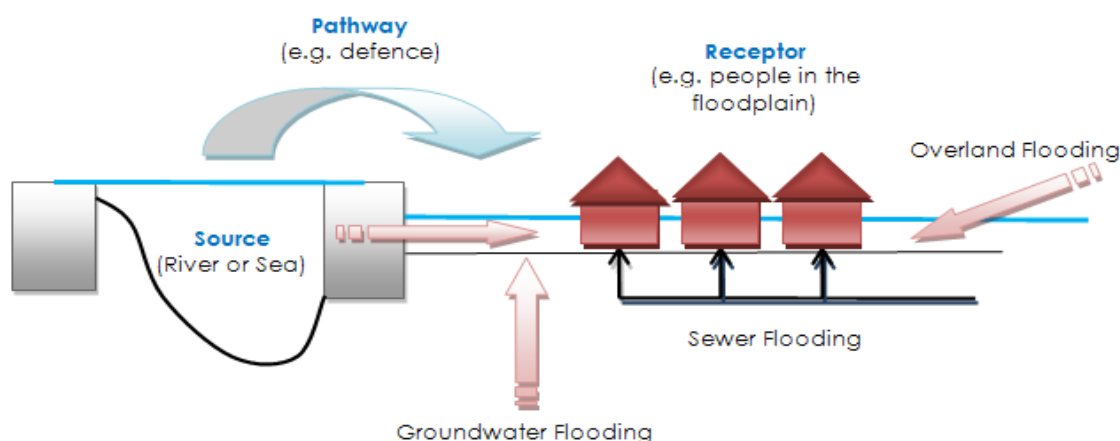 Pathway
(e.g. defence)
Receptor
(e.g. people in the
floodplain)
Overland Flooding
Source
(River or Sea)
Sewer Flooding
Groundwater Flooding